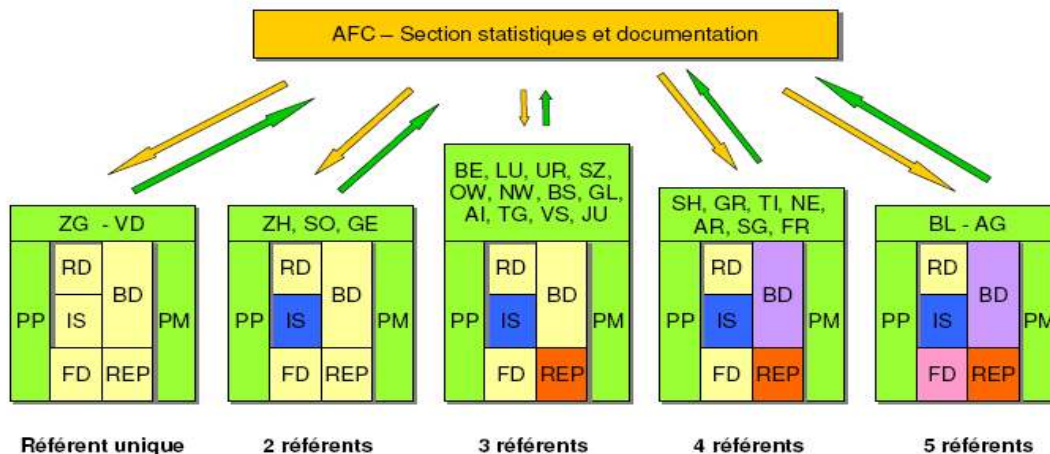 AFC – Section statistiques et documentation
ZG - VD
RD
BD
PP
IS
PM
FD
REP
Référent unique
ZH, SO, GE
RD
BD
PP
IS
PM
FD
REP
2 référents
BE, LU, UR, SZ,
OW, NW, BS, GL,
AI, TG, VS, JU
RD
BD
PP
IS
PM
FD
REP
3 référents
SH, GR, TI, NE,
AR, SG, FR
RD
BD
PP
IS
PM
FD
REP
4 référents
BL - AG
RD
BD
PP
IS
PM
FD
REP
5 référents